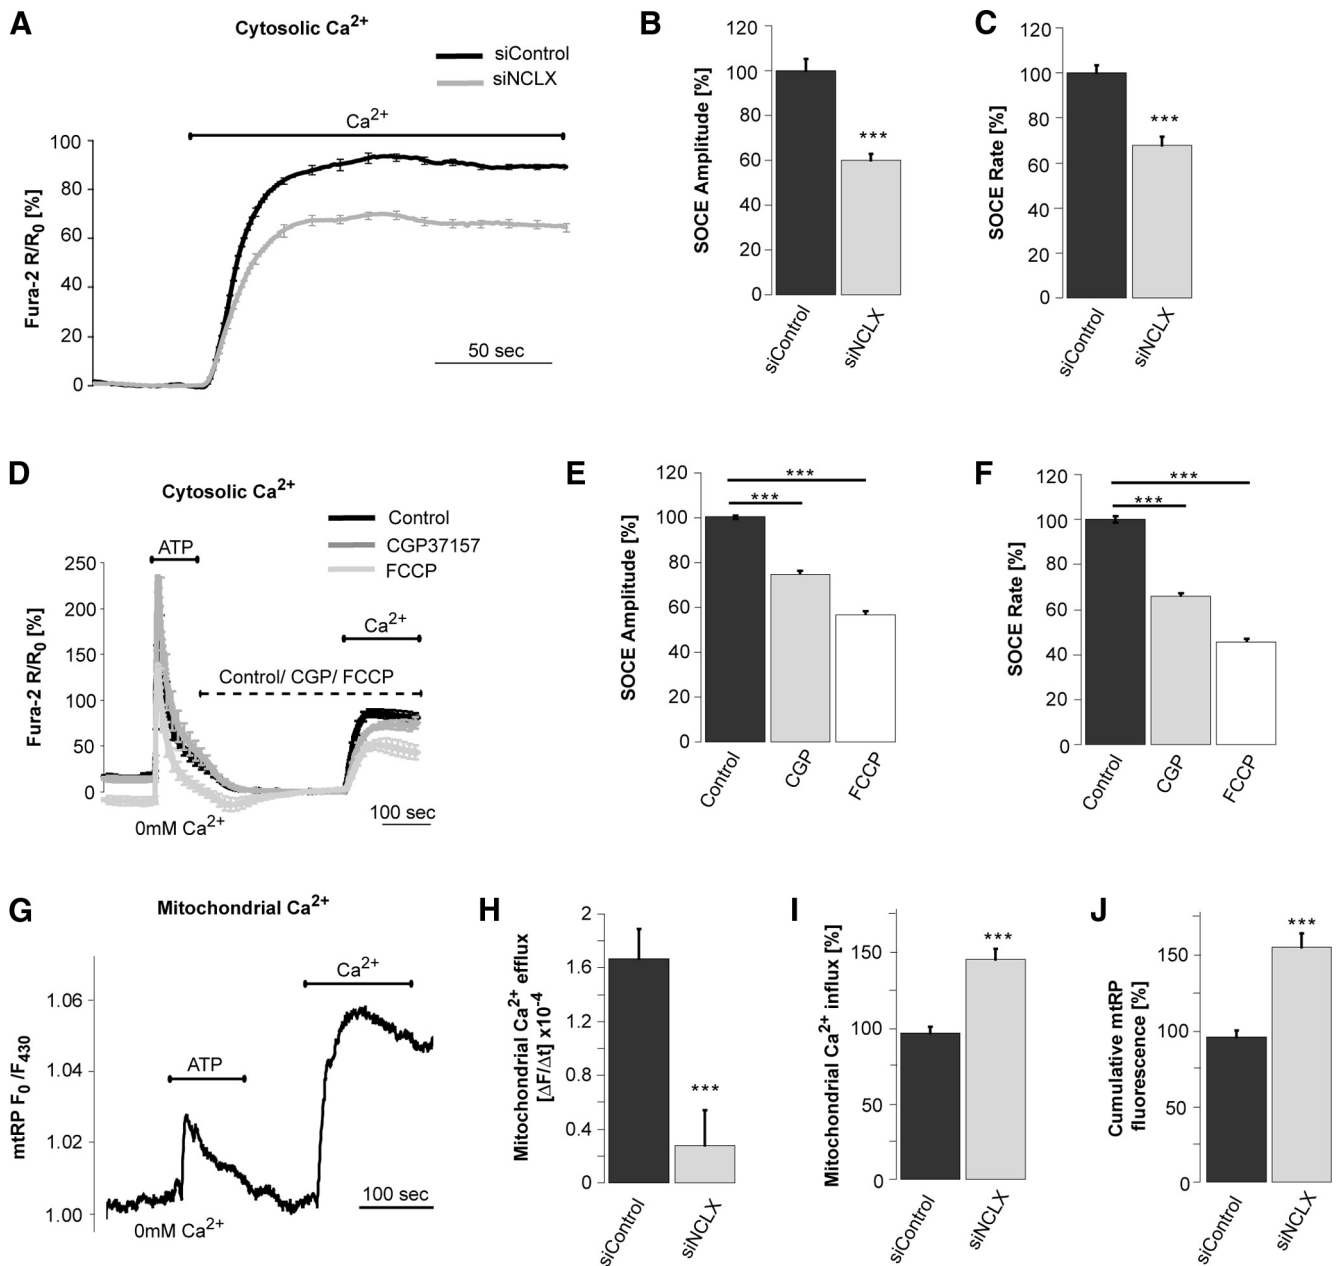 A
Cytosolic Ca2+
siControl
siNCLX
Ca2+
100
80
60
40
20
0
Fura-2 R/R0 [%]
50 sec
B
120
100
80
60
40
20
0
SOCE Amplitude [%]
***
siControl
siNCLX
C
120
100
80
60
40
20
0
SOCE Rate [%]
***
siControl
siNCLX
D
Cytosolic Ca2+
Control
CGP37157
FCCP
ATP
Ca2+
Control/ CGP/ FCCP
250
200
150
100
50
0
Fura-2 R/R0 [%]
0mM Ca2+
100 sec
E
120
100
80
60
40
20
0
SOCE Amplitude [%]
***
***
Control
CGP
FCCP
F
120
100
80
60
40
20
0
SOCE Rate [%]
***
***
Control
CGP
FCCP
G
Mitochondrial Ca2+
Ca2+
ATP
1.06
1.04
1.02
1.00
mtRP F0 /F430
0mM Ca2+
100 sec
H
2
1.6
1.2
0.8
0.4
0
Mitochondrial Ca2+ efflux
[ΔF/Δt] x10-4
***
siControl
siNCLX
I
150
100
50
0
Mitochondrial Ca2+ influx [%]
***
siControl
siNCLX
J
150
100
50
0
Cumulative mtRP
fluorescence [%]
***
siControl
siNCLX